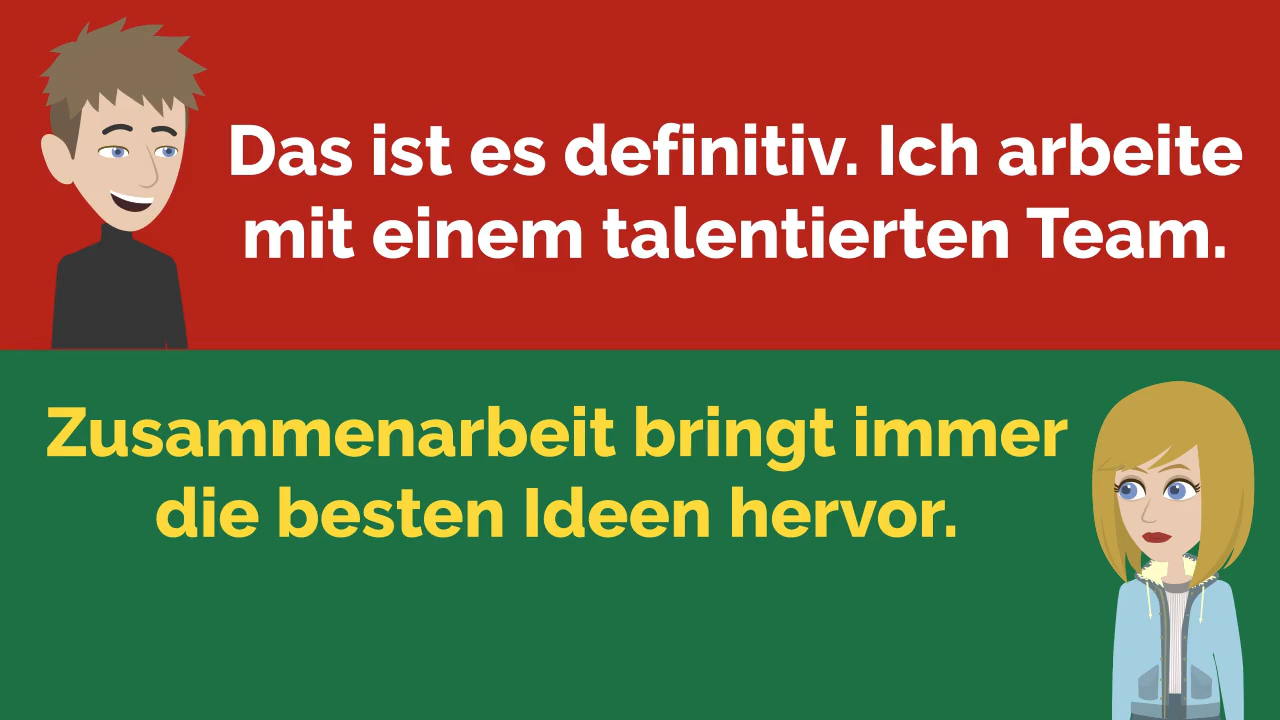 Das ist es definitiv. Ich arbeite
mit einem talentierten Team.
Zusammenarbeit bringt immer
die besten Ideen hervor.